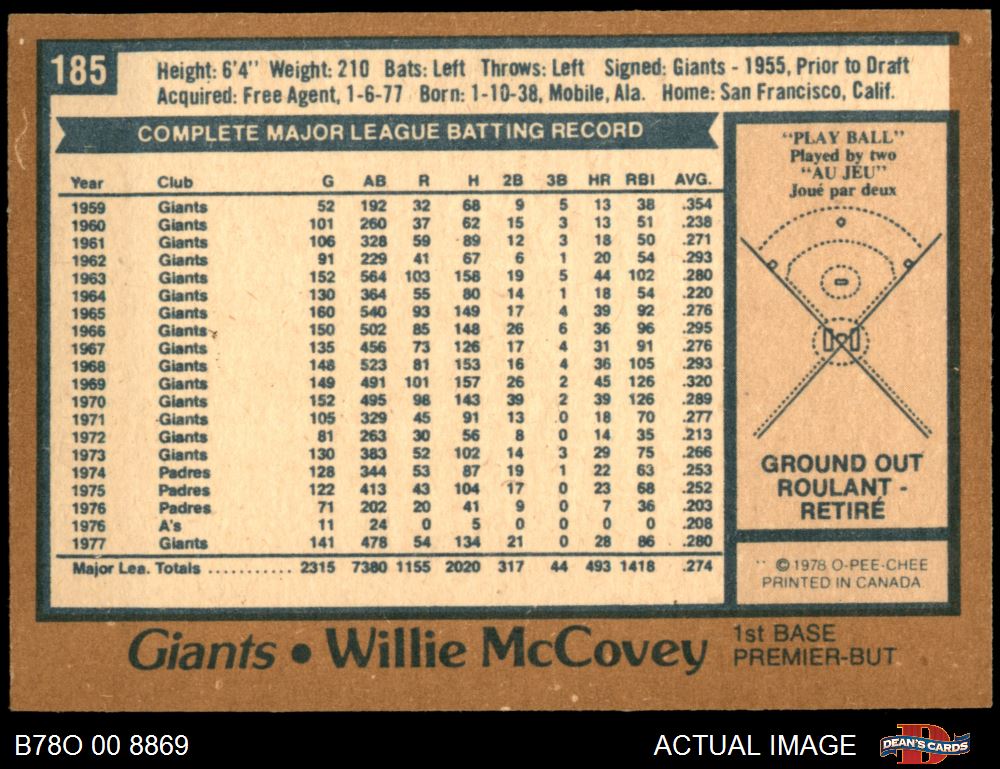 185
Height: 6'4" Weight: 210 Bats: Left Throws: Left Signed: Giants - 1955, Prior to Draft
Acquired: Free Agent, 1-6-77 Born: 1-10-38, Mobile, Ala. Home: San Francisco, Calif.
COMPLETE MAJOR LEAGUE BATTING RECORD
Year Club G AB R H 2B 3B HR RBI AVG.
1959 Giants 52 192 32 68 9 5 13 38 .354
1960 Giants 101 260 37 62 15 3 13 51 .238
1961 Giants 106 328 59 89 12 3 18 50 .271
1962 Giants 91 229 41 67 6 1 20 54 .293
1963 Giants 152 564 103 158 19 5 44 102 .280
1964 Giants 130 364 55 80 14 1 18 54 .220
1965 Giants 160 540 93 149 17 4 39 92 .276
1966 Giants 150 502 85 148 26 6 36 96 .295
1967 Giants 135 456 73 126 17 4 31 91 .276
1968 Giants 148 523 81 153 16 4 36 105 .293
1969 Giants 149 491 101 157 26 2 45 126 .320
1970 Giants 152 495 98 143 39 2 39 126 .289
1971 Giants 105 329 45 91 13 0 18 70 .277
1972 Giants 81 263 30 56 8 0 14 35 .213
1973 Giants 130 383 52 102 14 3 29 75 .266
1974 Padres 128 344 53 87 19 1 22 63 .253
1975 Padres 122 413 43 104 17 0 23 68 .252
1976 Padres 71 202 20 41 9 0 7 36 .203
1976 A's 11 24 0 5 0 0 0 0 .208
1977 Giants 141 478 54 134 21 0 28 86 .280
Major Lea. Totals ........... 2315 7380 1155 2020 317 44 493 1418 .274
"PLAY BALL"
Played by two
"AU JÉU"
Joué par deux
GROUND OUT
ROULANT -
RETIRÉ
** © 1978 O-PEE-CHEE
PRINTED IN CANADA
Giants • Willie McCovey
1st BASE
PREMIER-BUT
B78O 00 8869
ACTUAL IMAGE
DEAN'S CARDS